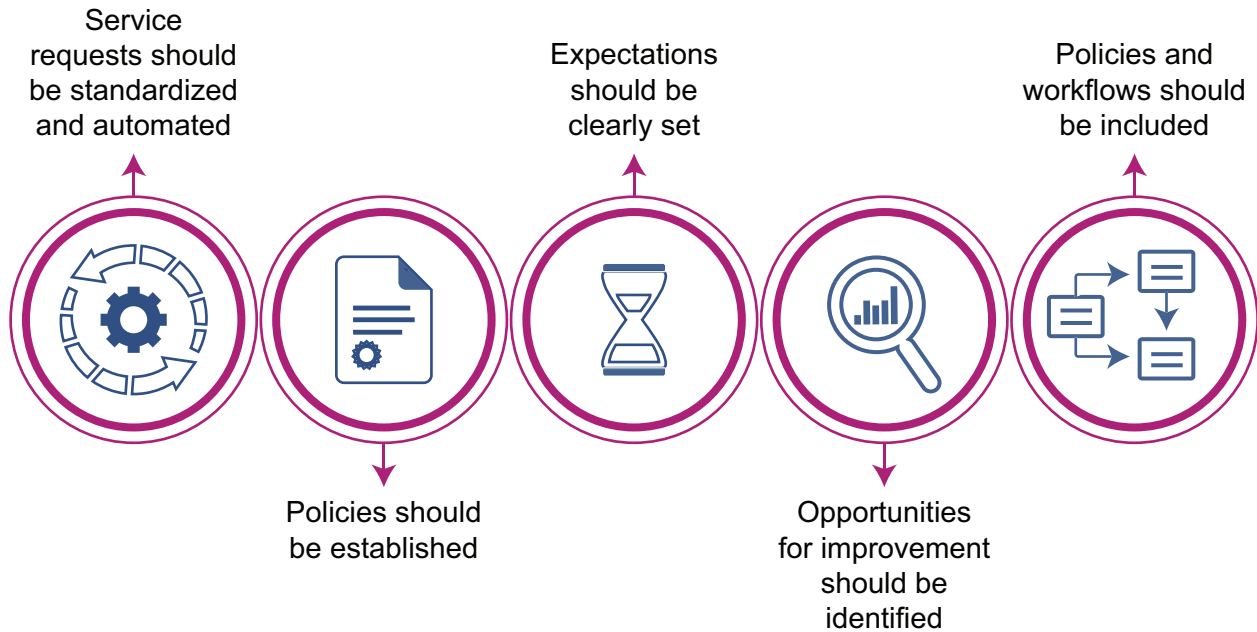 Service
requests should
be standardized
and automated
Policies should
be established
Expectations
should be
clearly set
Opportunities
for improvement
should be
identified
Policies and
workflows should
be included